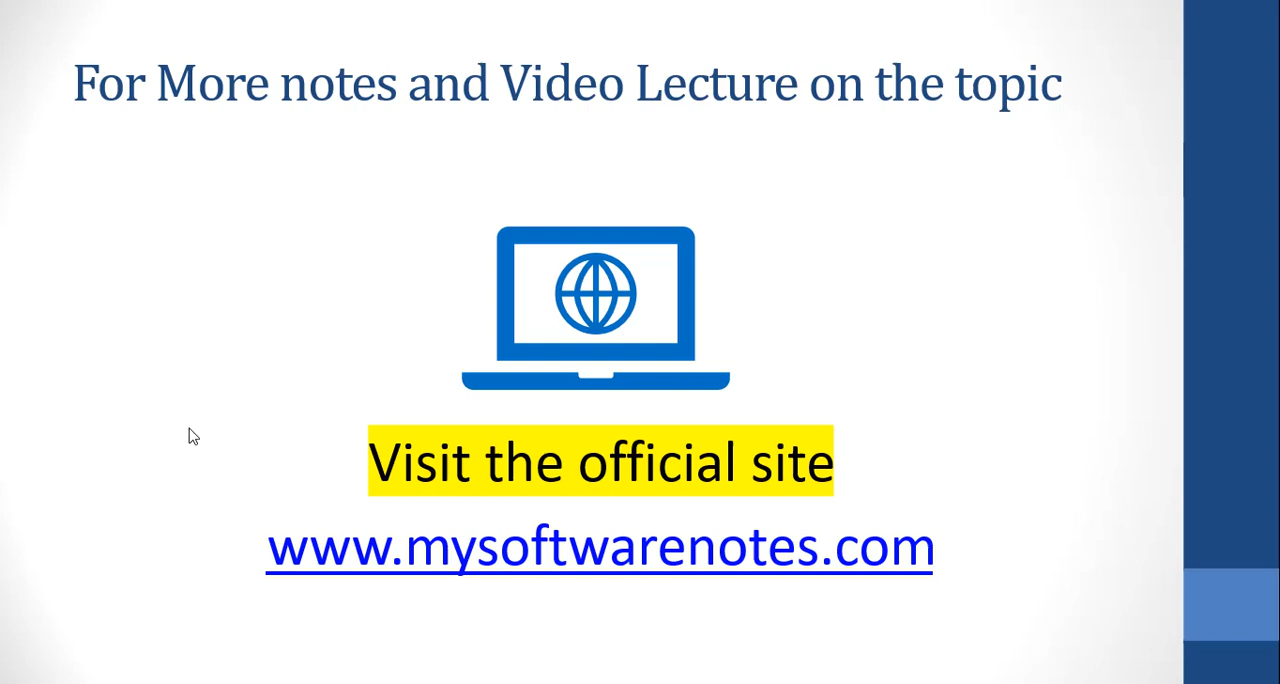 For More notes and Video Lecture on the topic
Visit the official site
www.mysoftwarenotes.com